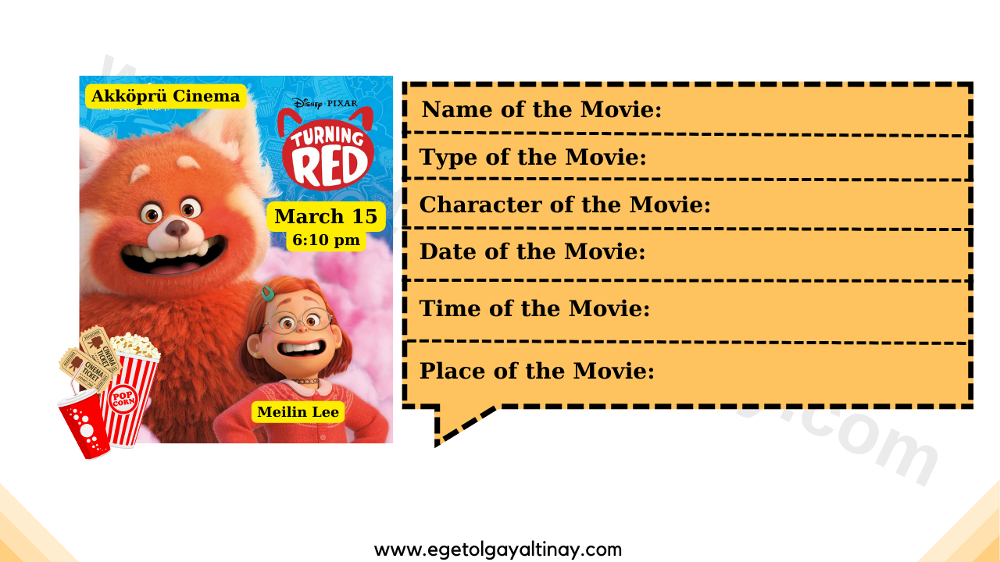 Akköprü Cinema
Disney · PIXAR
TURNING
RED
March 15
6:10 pm
Meilin Lee
CINEMA
TICKET
CINEMA
TICKET
POP
CORN
Name of the Movie:
Type of the Movie:
Character of the Movie:
Date of the Movie:
Time of the Movie:
Place of the Movie:
www.egetolgayaltinay.com